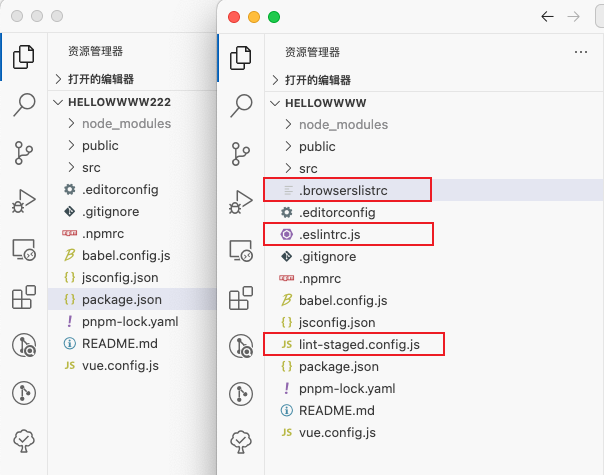 资源管理器
打开的编辑器
HELLOWWWW222
node_modules
public
src
.editorconfig
.gitignore
.npmrc
babel.config.js
jsconfig.json
package.json
pnpm-lock.yaml
README.md
JS vue.config.js
资源管理器
打开的编辑器
HELLOWWWW
node_modules
public
src
.browserslistrc
.editorconfig
.eslintrc.js
.gitignore
.npmrc
babel.config.js
jsconfig.json
JS lint-staged.config.js
package.json
pnpm-lock.yaml
README.md
JS vue.config.js